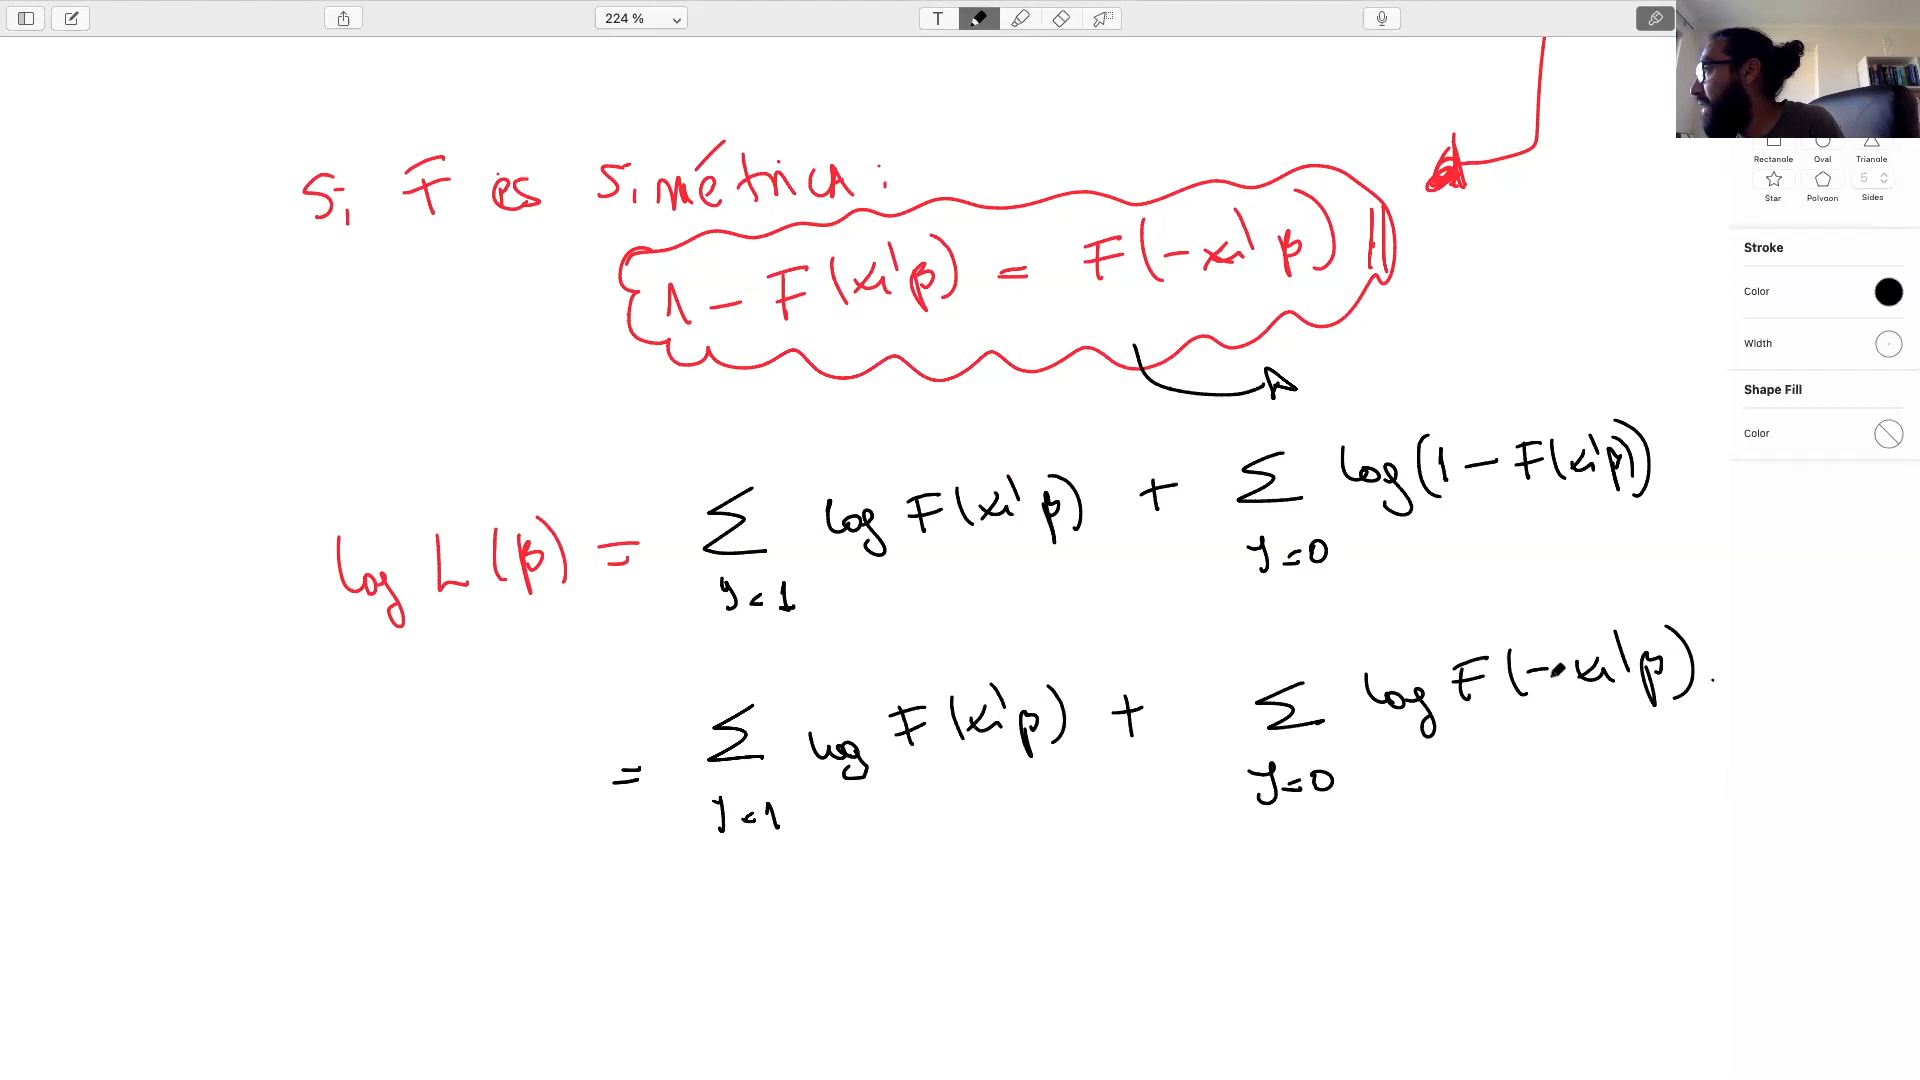 224 %
T
Si F es simétrica:
1 - F(xi'β) = F(-xi'β)
log L(β) = Σ log F(xi'β) + Σ log(1 - F(xi'β))
y=1 y=0
= Σ log F(xi'β) + Σ log F(-xi'β).
y=1 y=0
Rectangle Oval Triangle
5
Star Polygon Sides
Stroke
Color
Width
Shape Fill
Color